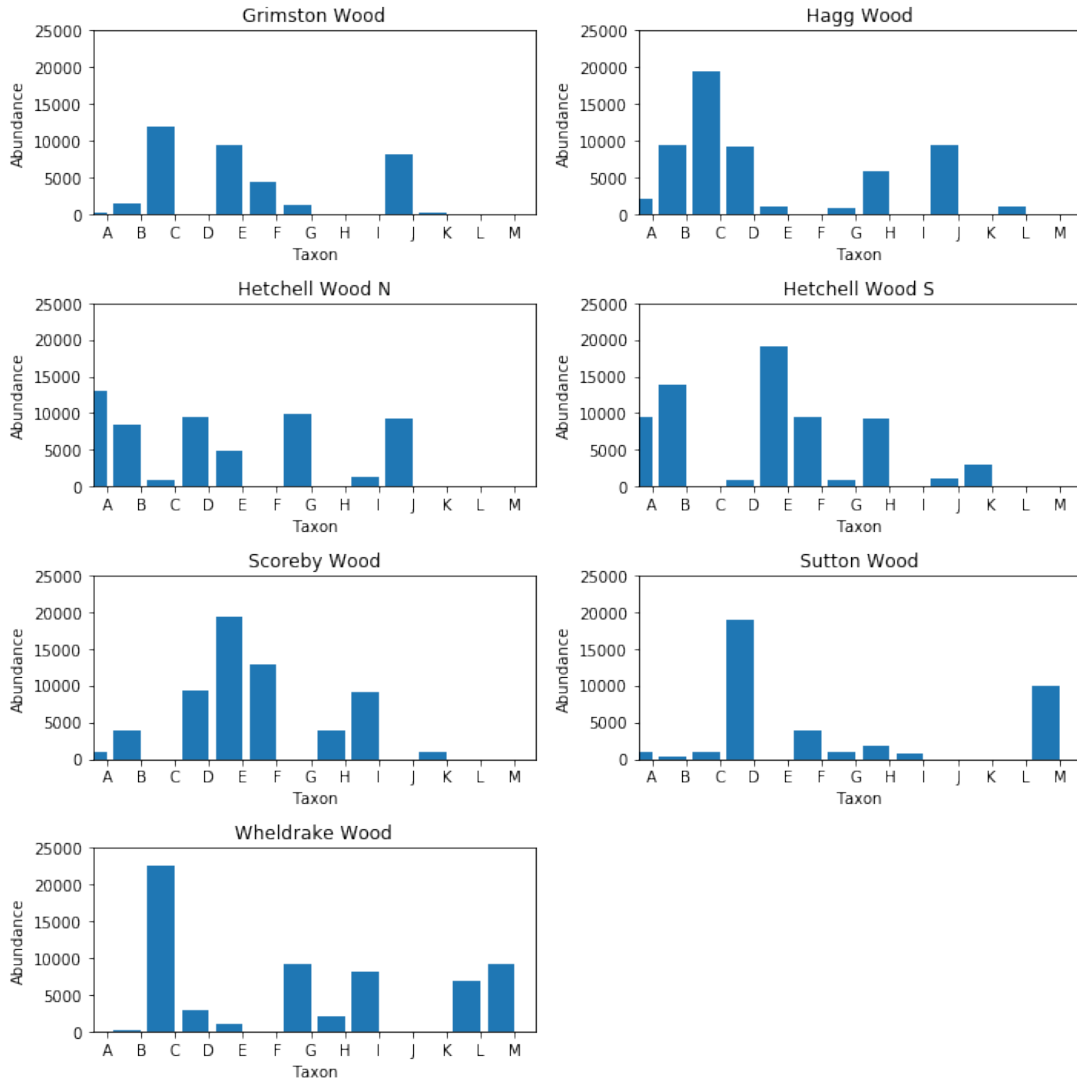 Grimston Wood
25000
20000
15000
10000
5000
0
Abundance
A B C D E F G H I J K L M
Taxon
Hagg Wood
25000
20000
15000
10000
5000
0
Abundance
A B C D E F G H I J K L M
Taxon
Hetchell Wood N
25000
20000
15000
10000
5000
0
Abundance
A B C D E F G H I J K L M
Taxon
Hetchell Wood S
25000
20000
15000
10000
5000
0
Abundance
A B C D E F G H I J K L M
Taxon
Scoreby Wood
25000
20000
15000
10000
5000
0
Abundance
A B C D E F G H I J K L M
Taxon
Sutton Wood
25000
20000
15000
10000
5000
0
Abundance
A B C D E F G H I J K L M
Taxon
Wheldrake Wood
25000
20000
15000
10000
5000
0
Abundance
A B C D E F G H I J K L M
Taxon